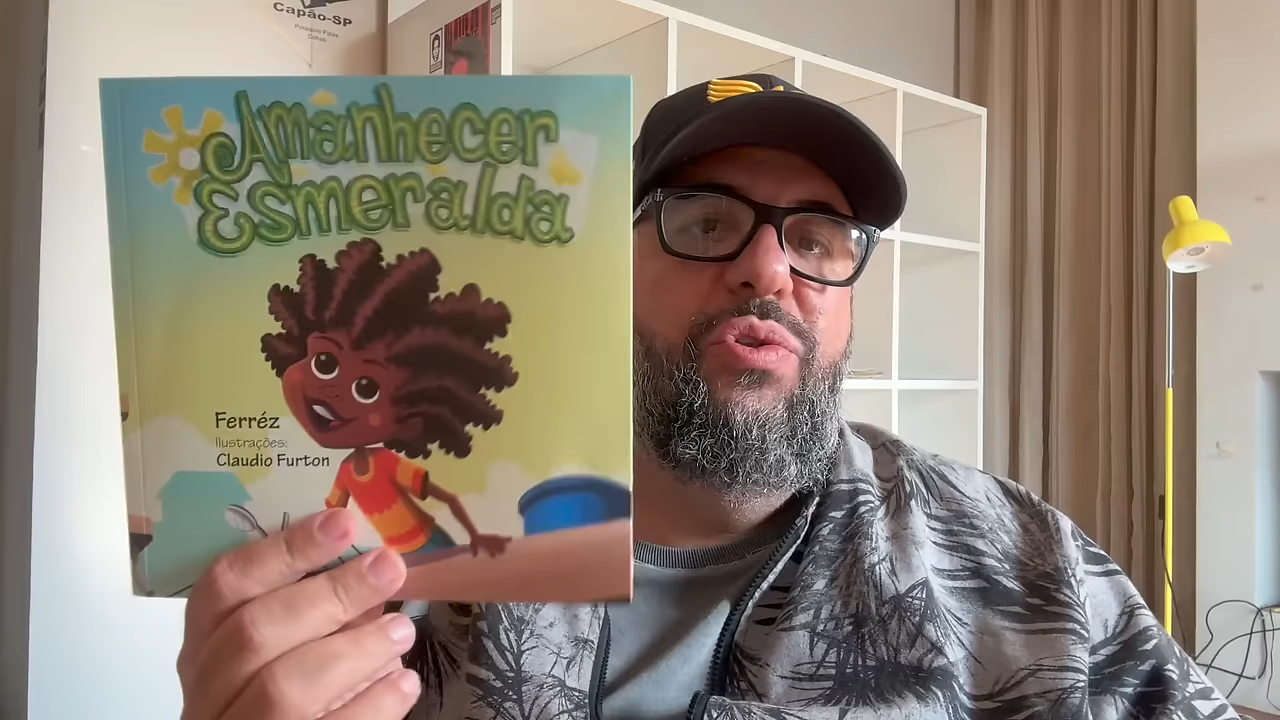 Capão-SP
Amanhecer
Esmeralda
Ferréz
Ilustrações:
Claudio Furton